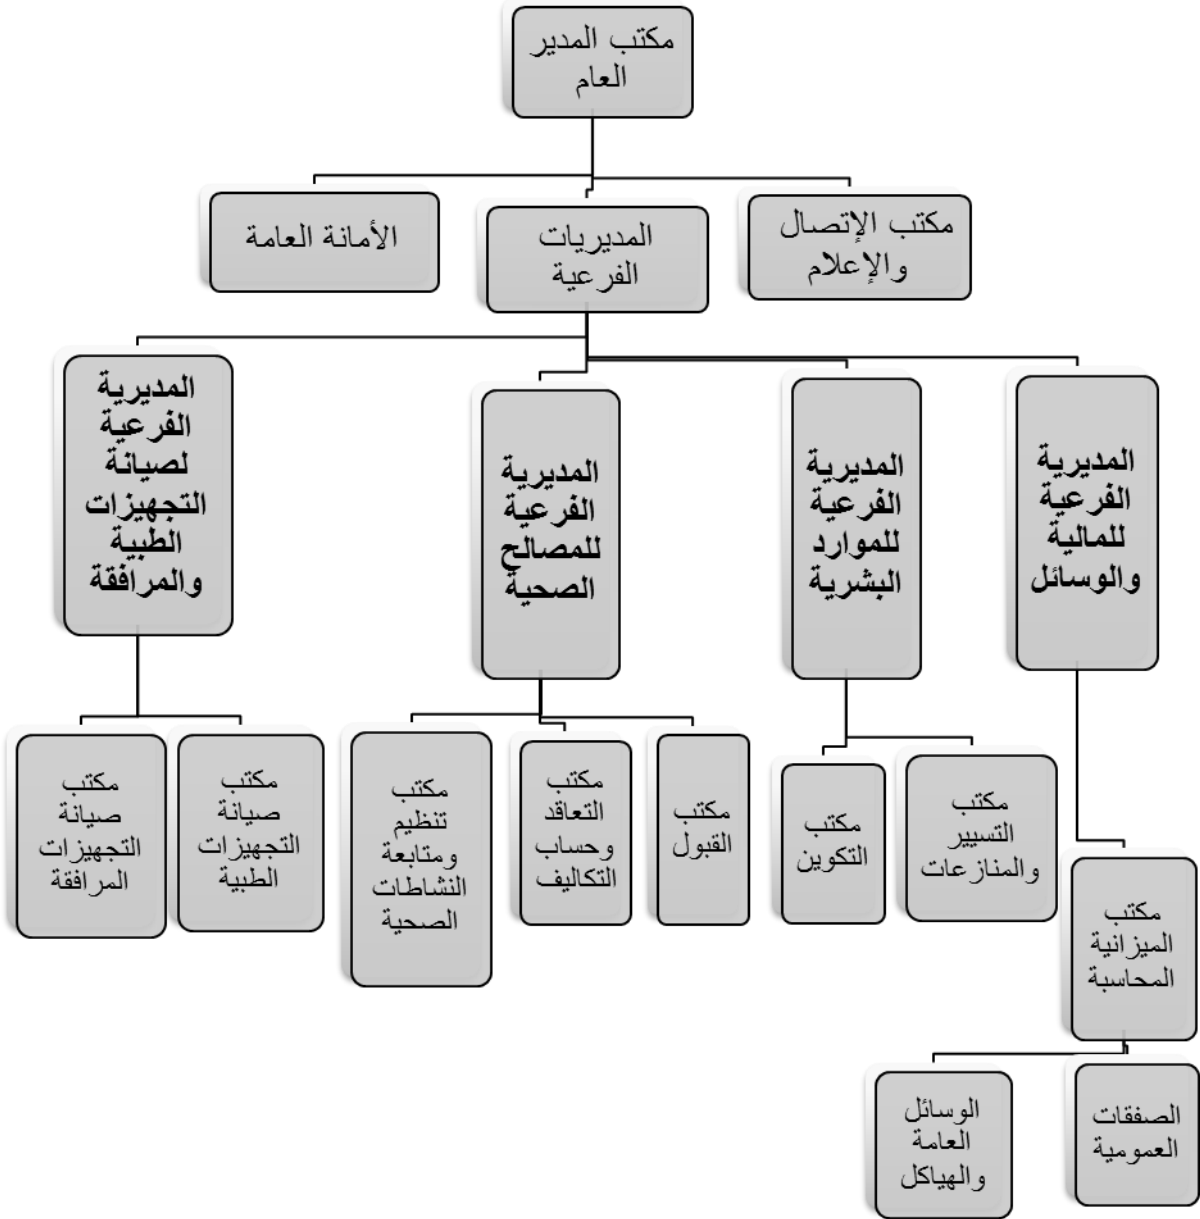 مكتب المدير
العام
مكتب الإتصال
والإعلام
المديريات
الفرعية
الأمانة العامة
المديرية
الفرعية
للمالية
والوسائل
المديرية
الفرعية
للموارد
البشرية
المديرية
الفرعية
للمصالح
الصحية
المديرية
الفرعية
لصيانة
التجهيزات
الطبية
والمرافقة
مكتب
الميزانية
المحاسبة
مكتب
التسيير
والمنازعات
مكتب
التكوين
مكتب
القبول
مكتب
التعاقد
وحساب
التكاليف
مكتب
تنظيم
ومتابعة
النشاطات
الصحية
مكتب
صيانة
التجهيزات
الطبية
مكتب
صيانة
التجهيزات
المرافقة
الصفقات
العمومية
الوسائل
العامة
والهياكل